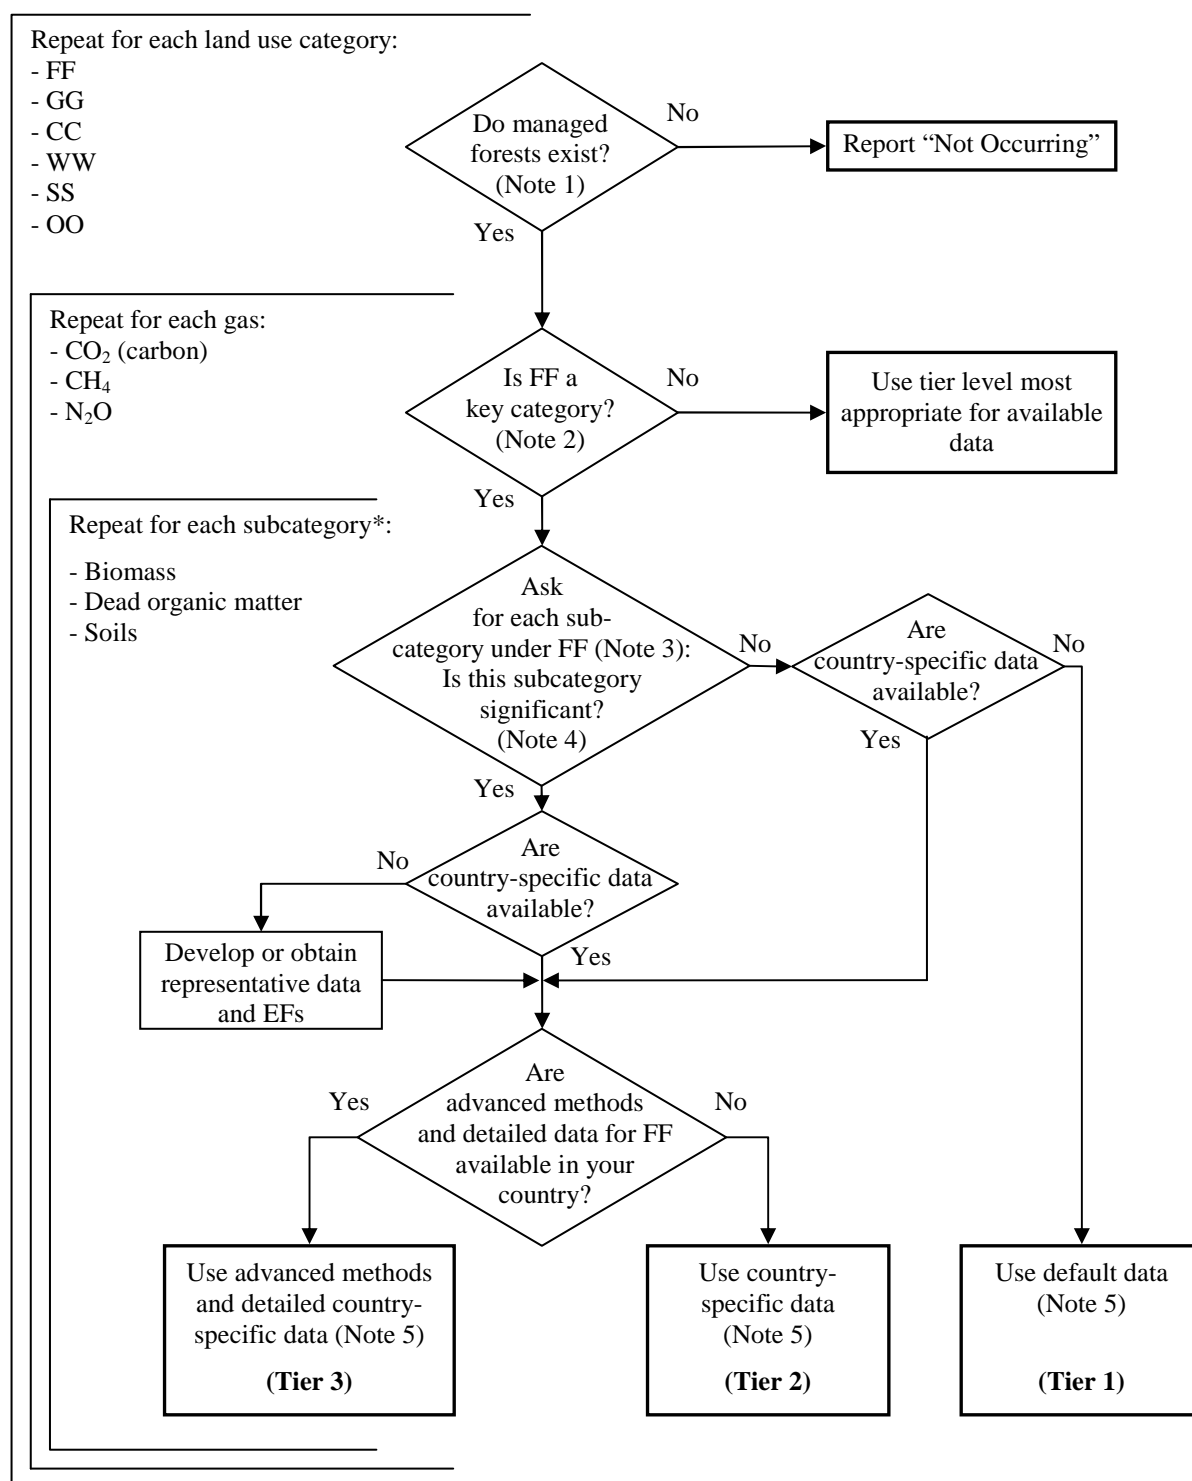 Repeat for each land use category:
- FF
- GG
- CC
- WW
- SS
- OO
Do managed
forests exist?
(Note 1)
No
Report “Not Occurring”
Yes
Repeat for each gas:
- CO₂ (carbon)
- CH₄
- N₂O
Is FF a
key category?
(Note 2)
No
Use tier level most
appropriate for available
data
Yes
Repeat for each subcategory*:
- Biomass
- Dead organic matter
- Soils
Ask
for each sub-
category under FF (Note 3):
Is this subcategory
significant?
(Note 4)
No
Are
country-specific data
available?
No
Yes
Yes
Are
country-specific data
available?
No
Develop or obtain
representative data
and EFs
Yes
Are
advanced methods
and detailed data for FF
available in your
country?
Yes
No
Use advanced methods
and detailed country-
specific data (Note 5)
(Tier 3)
Use country-
specific data
(Note 5)
(Tier 2)
Use default data
(Note 5)
(Tier 1)